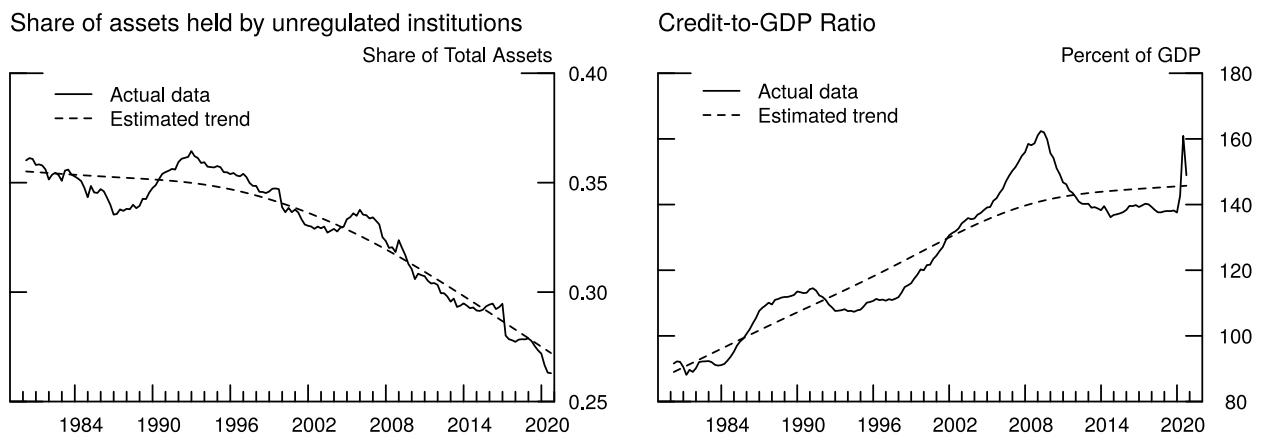 Share of assets held by unregulated institutions
Share of Total Assets
0.40
Actual data
Estimated trend
0.35
0.30
0.25
1984 1990 1996 2002 2008 2014 2020
Credit-to-GDP Ratio
Percent of GDP
180
Actual data
Estimated trend
160
140
120
100
80
1984 1990 1996 2002 2008 2014 2020